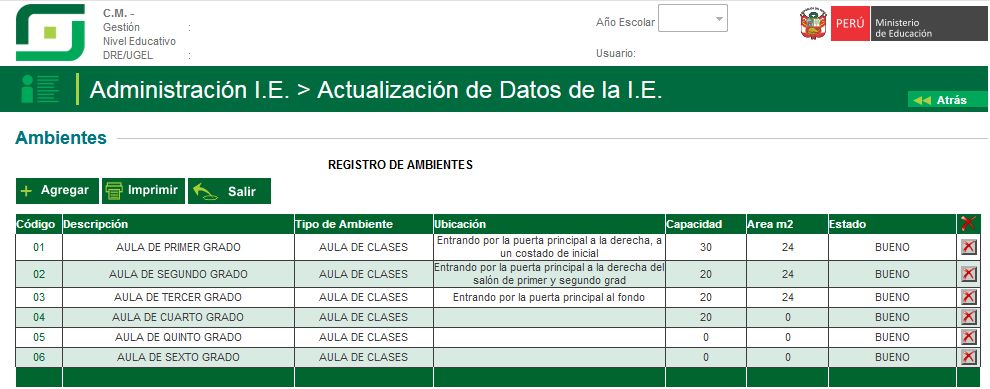 C.M. -
Gestión :
Nivel Educativo
DRE/UGEL :
Año Escolar
Usuario:
PERÚ
Ministerio
de Educación
Administración I.E. > Actualización de Datos de la I.E.
Atrás
Ambientes
REGISTRO DE AMBIENTES
Agregar Imprimir Salir
Código Descripción Tipo de Ambiente Ubicación Capacidad Area m2 Estado
01 AULA DE PRIMER GRADO AULA DE CLASES Entrando por la puerta principal a la derecha, a 30 24 BUENO
un costado de inicial
02 AULA DE SEGUNDO GRADO AULA DE CLASES Entrando por la puerta principal a la derecha del 20 24 BUENO
salón de primer y segundo grad
03 AULA DE TERCER GRADO AULA DE CLASES Entrando por la puerta principal al fondo 20 24 BUENO
04 AULA DE CUARTO GRADO AULA DE CLASES 20 0 BUENO
05 AULA DE QUINTO GRADO AULA DE CLASES 0 0 BUENO
06 AULA DE SEXTO GRADO AULA DE CLASES 0 0 BUENO